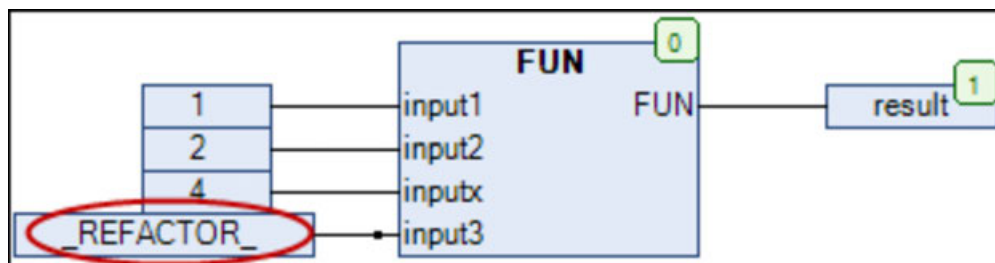 FUN 0
1 input1 FUN result 1
2 input2
4 inputx
_REFACTOR_ input3